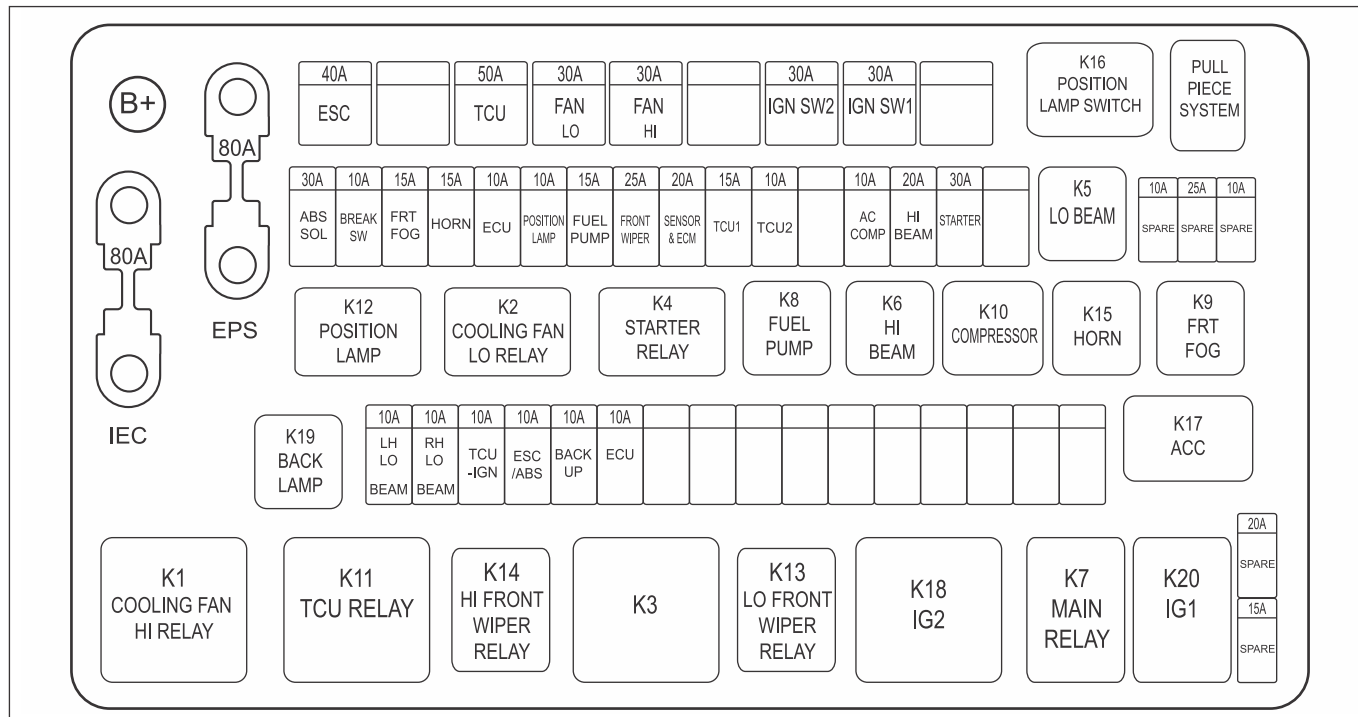 B+
80A
EPS
80A
IEC
40A
ESC
50A
TCU
30A
FAN
LO
30A
FAN
HI
30A
IGN SW2
30A
IGN SW1
K16
POSITION
LAMP SWITCH
PULL
PIECE
SYSTEM
30A
ABS
SOL
10A
BREAK
SW
15A
FRT
FOG
15A
HORN
10A
ECU
10A
POSITION
LAMP
15A
FUEL
PUMP
25A
FRONT
WIPER
20A
SENSOR
& ECM
15A
TCU1
10A
TCU2
10A
AC
COMP
20A
HI
BEAM
30A
STARTER
K5
LO BEAM
10A
SPARE
25A
SPARE
10A
SPARE
K12
POSITION
LAMP
K2
COOLING FAN
LO RELAY
K4
STARTER
RELAY
K8
FUEL
PUMP
K6
HI
BEAM
K10
COMPRESSOR
K15
HORN
K9
FRT
FOG
K19
BACK
LAMP
10A
LH
LO
BEAM
10A
RH
LO
BEAM
10A
TCU
-IGN
10A
ESC
/ABS
10A
BACK
UP
10A
ECU
K17
ACC
K1
COOLING FAN
HI RELAY
K11
TCU RELAY
K14
HI FRONT
WIPER
RELAY
K3
K13
LO FRONT
WIPER
RELAY
K18
IG2
K7
MAIN
RELAY
K20
IG1
20A
SPARE
15A
SPARE